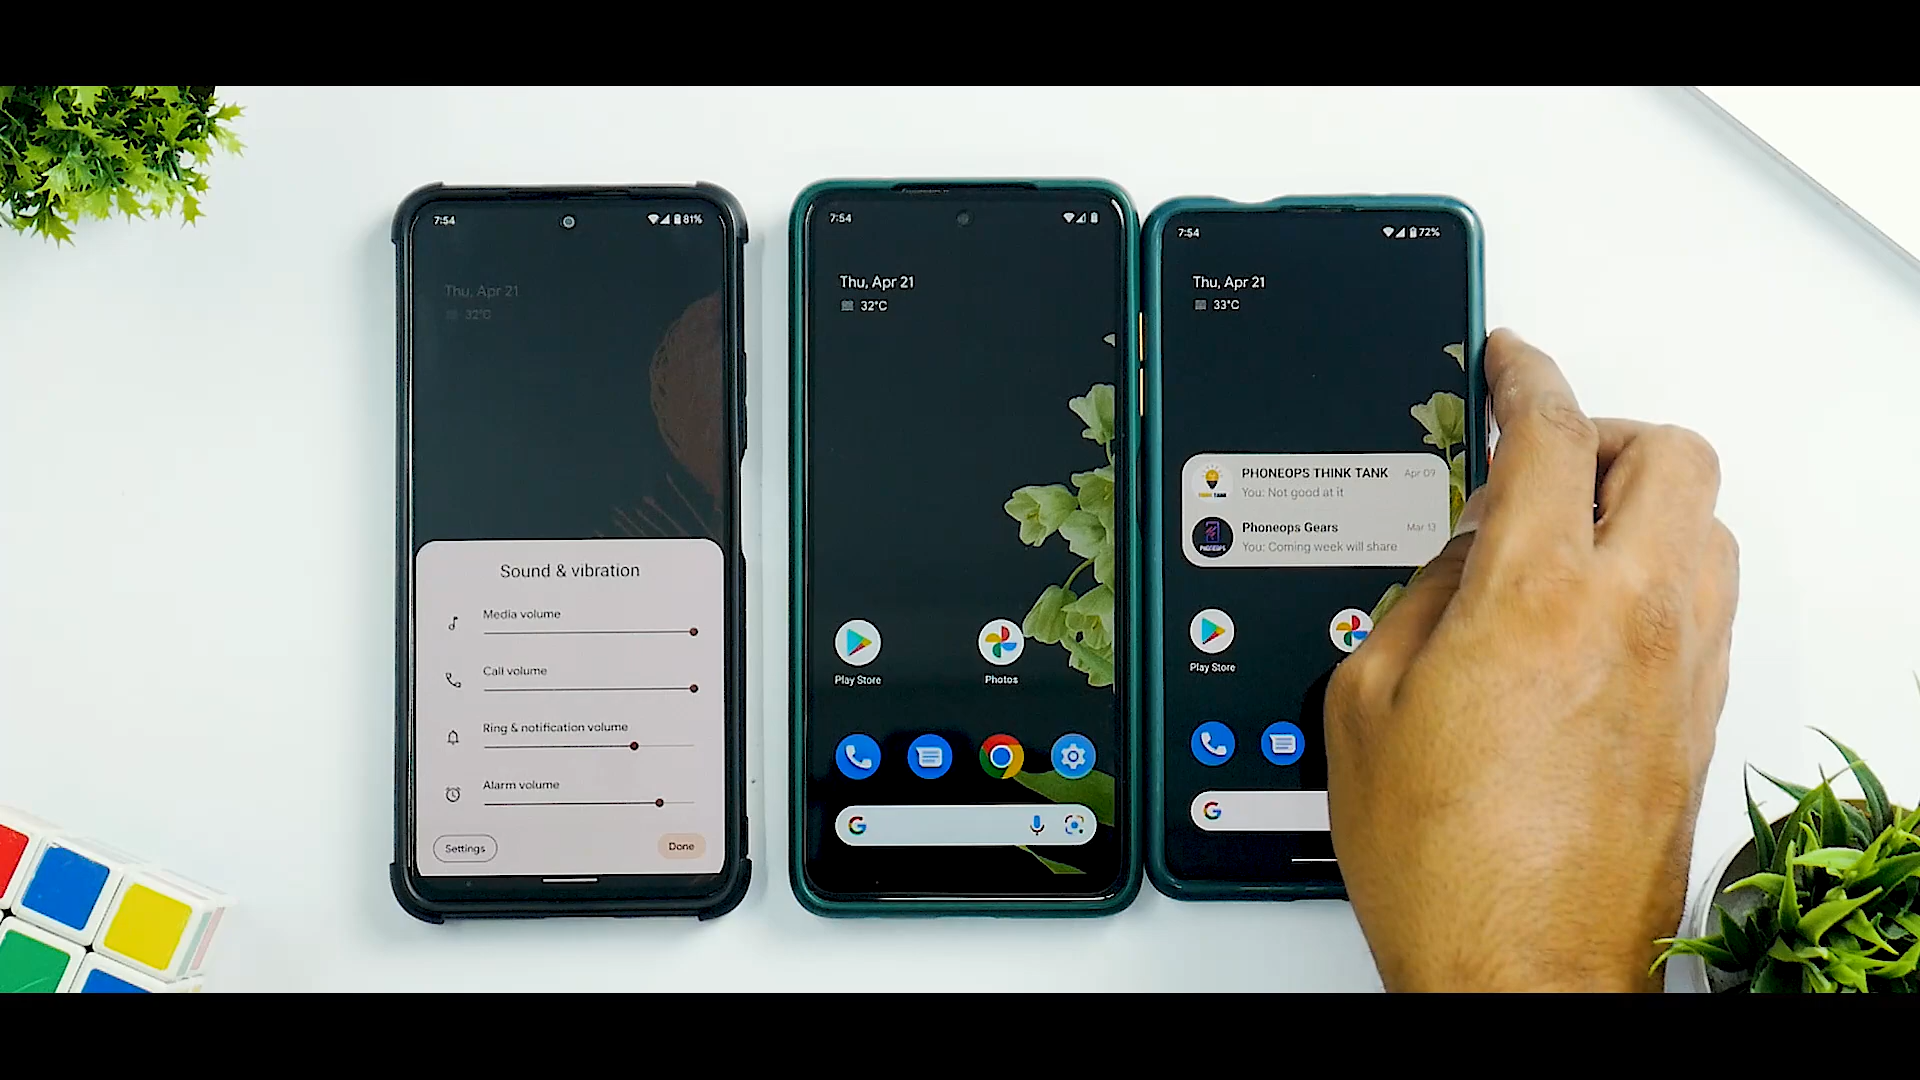 7:54
81%
Thu, Apr 21
32°C
Sound & vibration
Media volume
Call volume
Ring & notification volume
Alarm volume
Settings
Done
7:54
Thu, Apr 21
32°C
Play Store
Photos
G
7:54
72%
Thu, Apr 21
33°C
PHONEOPS THINK TANK
Apr 09
You: Not good at it
THINK TANK
Phoneops Gears
Mar 13
You: Coming week will share
PHONEOPS
Play Store
G